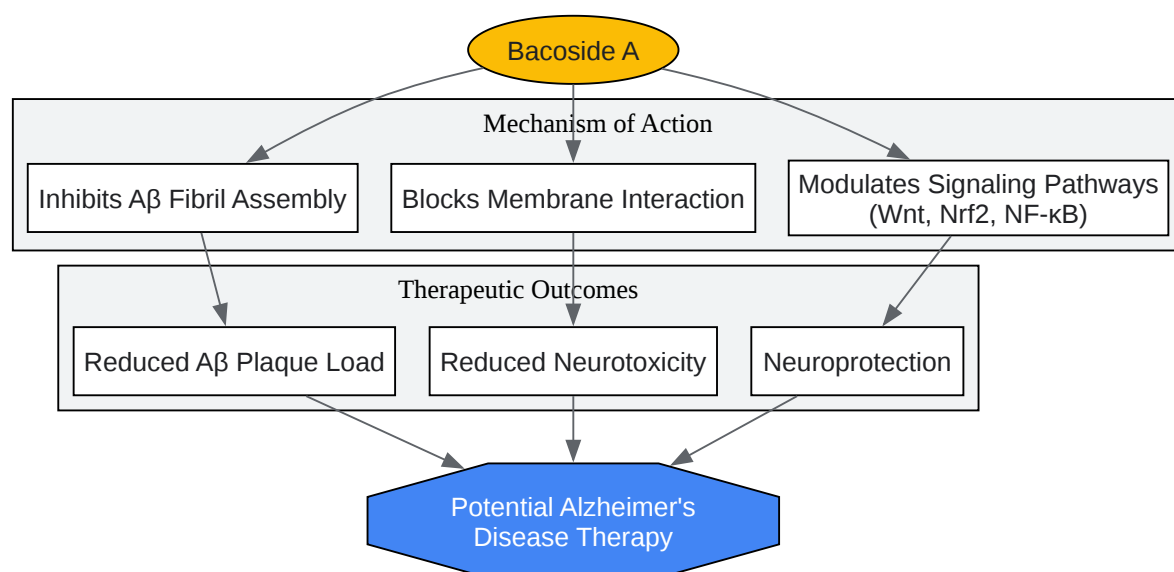 Bacoside A
Mechanism of Action
Inhibits Aβ Fibril Assembly
Blocks Membrane Interaction
Modulates Signaling Pathways
(Wnt, Nrf2, NF-κB)
Therapeutic Outcomes
Reduced Aβ Plaque Load
Reduced Neurotoxicity
Neuroprotection
Potential Alzheimer's
Disease Therapy